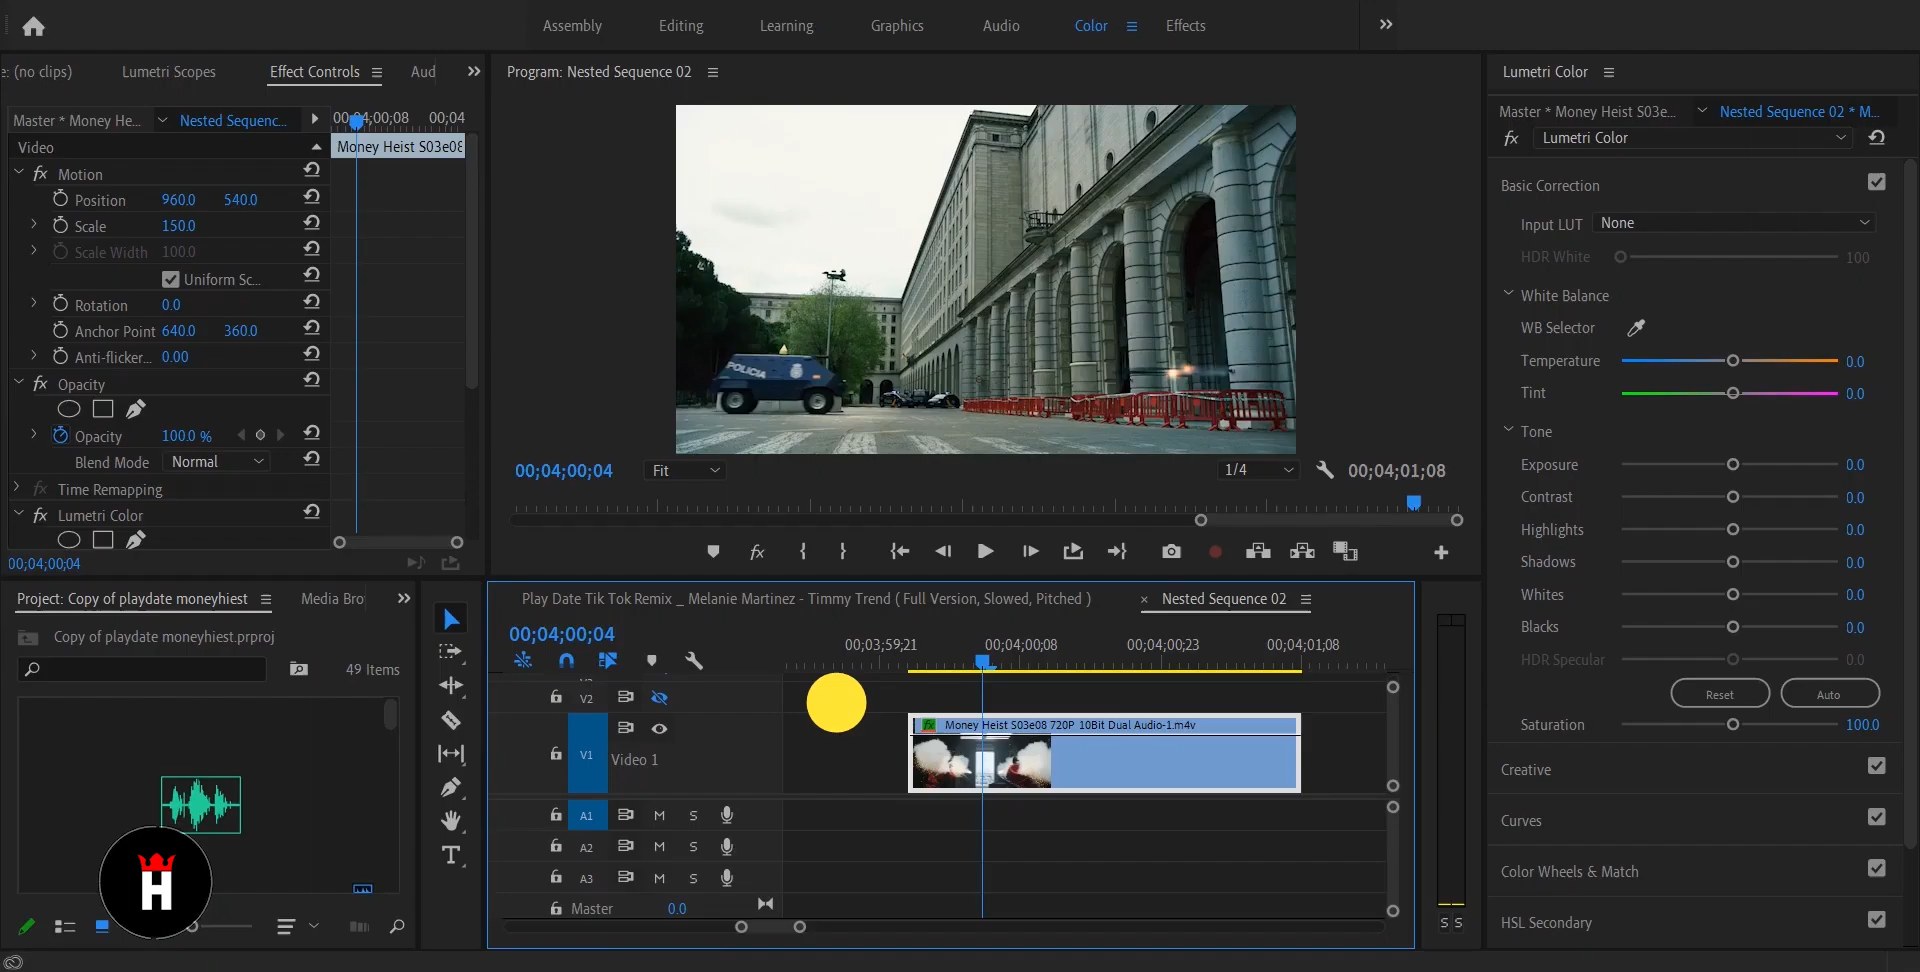 Assembly
Editing
Learning
Graphics
Audio
Color
Effects
e: (no clips)
Lumetri Scopes
Effect Controls
Aud
Master * Money He...
Nested Sequenc...
00;04;00;08
00;04
Video
Money Heist S03e08
fx Motion
Position 960.0 540.0
Scale 150.0
Scale Width 100.0
Uniform Sc...
Rotation 0.0
Anchor Point 640.0 360.0
Anti-flicker... 0.00
fx Opacity
Opacity 100.0 %
Blend Mode Normal
fx Time Remapping
fx Lumetri Color
00;04;00;04
Program: Nested Sequence 02
POLICIA
00;04;00;04
Fit
1/4
00;04;01;08
fx
Lumetri Color
Master * Money Heist S03e...
Nested Sequence 02 * M...
fx Lumetri Color
Basic Correction
Input LUT None
HDR White 100
White Balance
WB Selector
Temperature 0.0
Tint 0.0
Tone
Exposure 0.0
Contrast 0.0
Highlights 0.0
Shadows 0.0
Whites 0.0
Blacks 0.0
HDR Specular 0.0
Reset
Auto
Saturation 100.0
Creative
Curves
Color Wheels & Match
HSL Secondary
Project: Copy of playdate moneyhiest
Media Bro
Copy of playdate moneyhiest.prproj
49 Items
H
Play Date Tik Tok Remix _ Melanie Martinez - Timmy Trend ( Full Version, Slowed, Pitched )
× Nested Sequence 02
00;04;00;04
00;03;59;21
00;04;00;08
00;04;00;23
00;04;01;08
V2
fx Money Heist S03e08 720P 10Bit Dual Audio-1.m4v
V1
Video 1
A1 M S
A2 M S
A3 M S
Master 0.0
T
S S